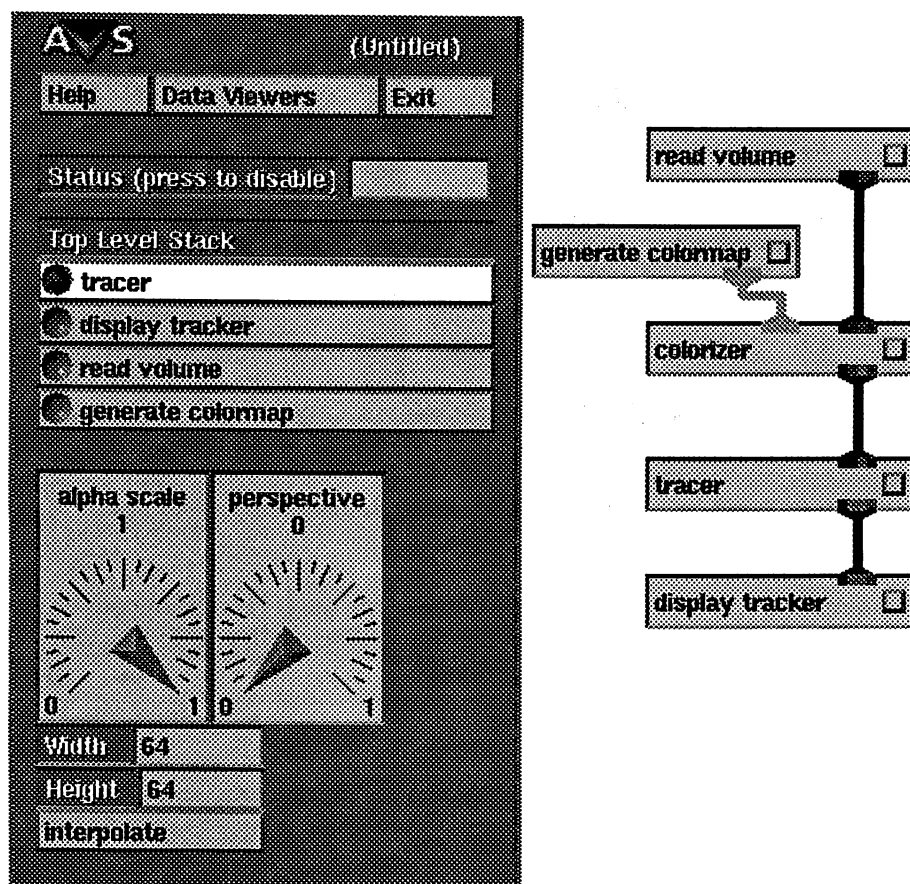 AVS (Untitled)
Help Data Viewers Exit
Status (press to disable)
Top Level Stack
tracer
display tracker
read volume
generate colormap
alpha scale perspective
1 0
0 1 0 1
Width 64
Height 64
interpolate
read volume
generate colormap
colorizer
tracer
display tracker